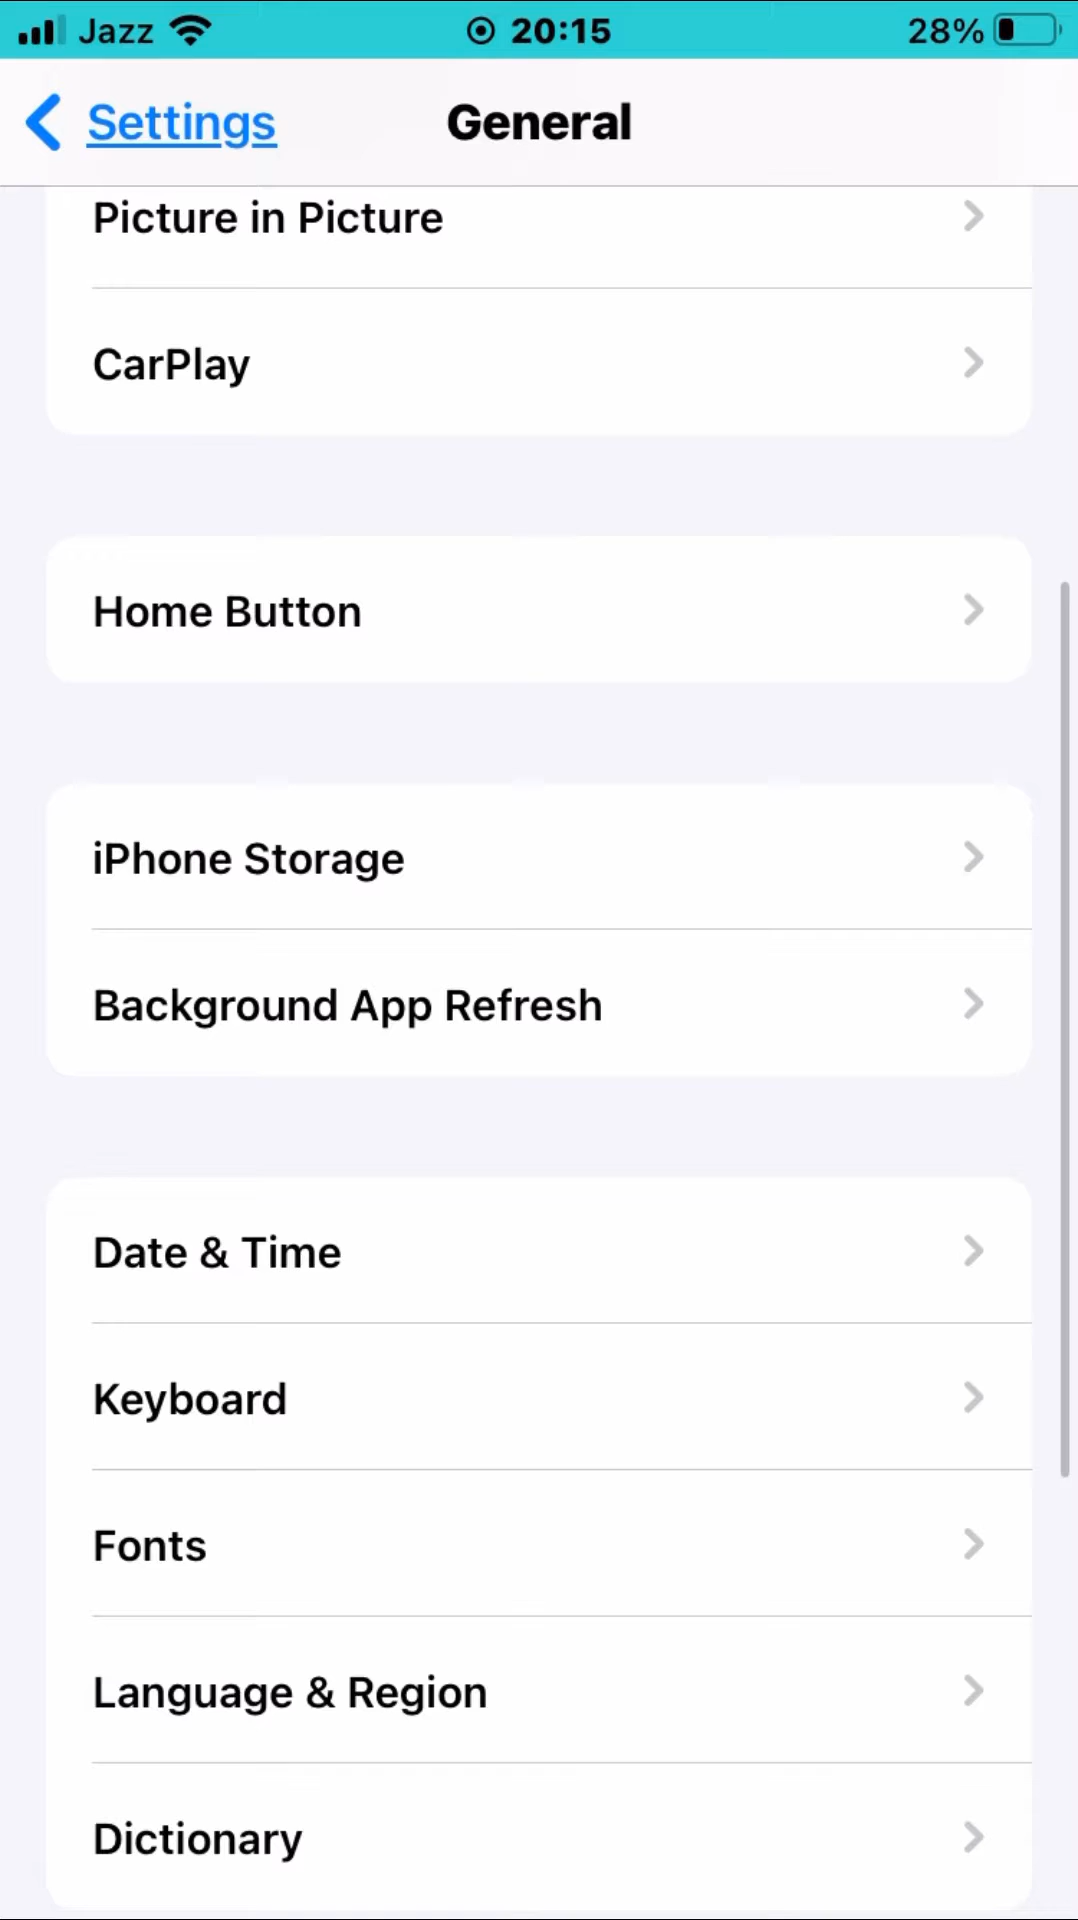 Jazz 20:15 28%
Settings General
Picture in Picture
CarPlay
Home Button
iPhone Storage
Background App Refresh
Date & Time
Keyboard
Fonts
Language & Region
Dictionary